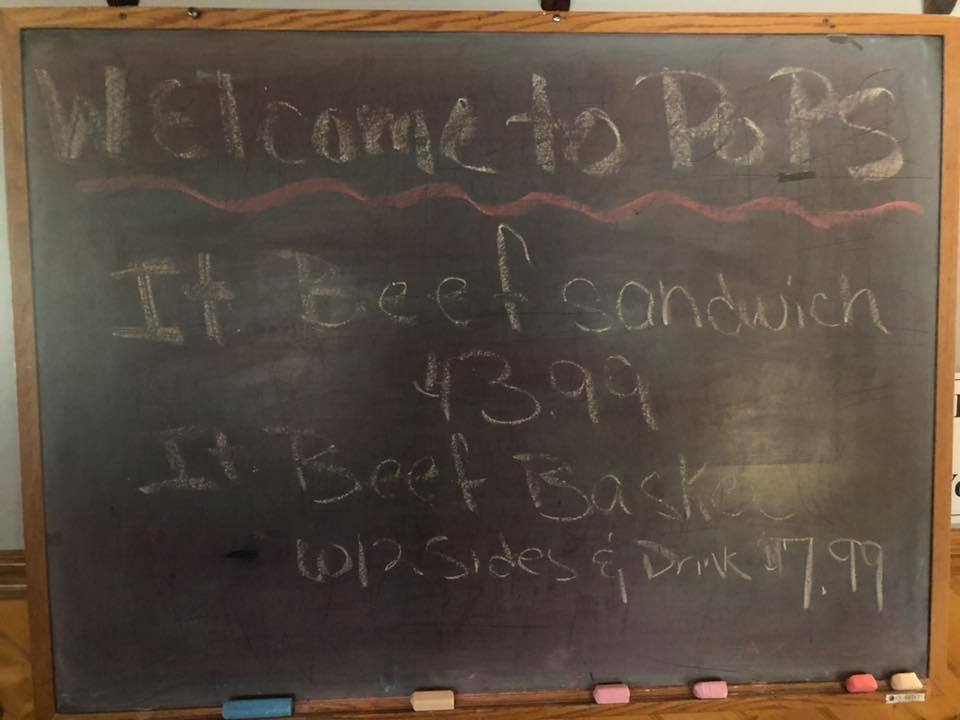 Welcome to PoPS
It Beef sandwich
$3.99
It Beef Basket
w/2 Sides & Drink $7.99